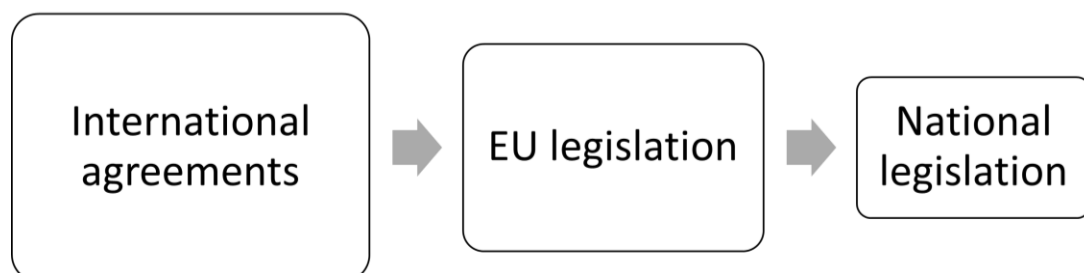 International
agreements
EU legislation
National
legislation